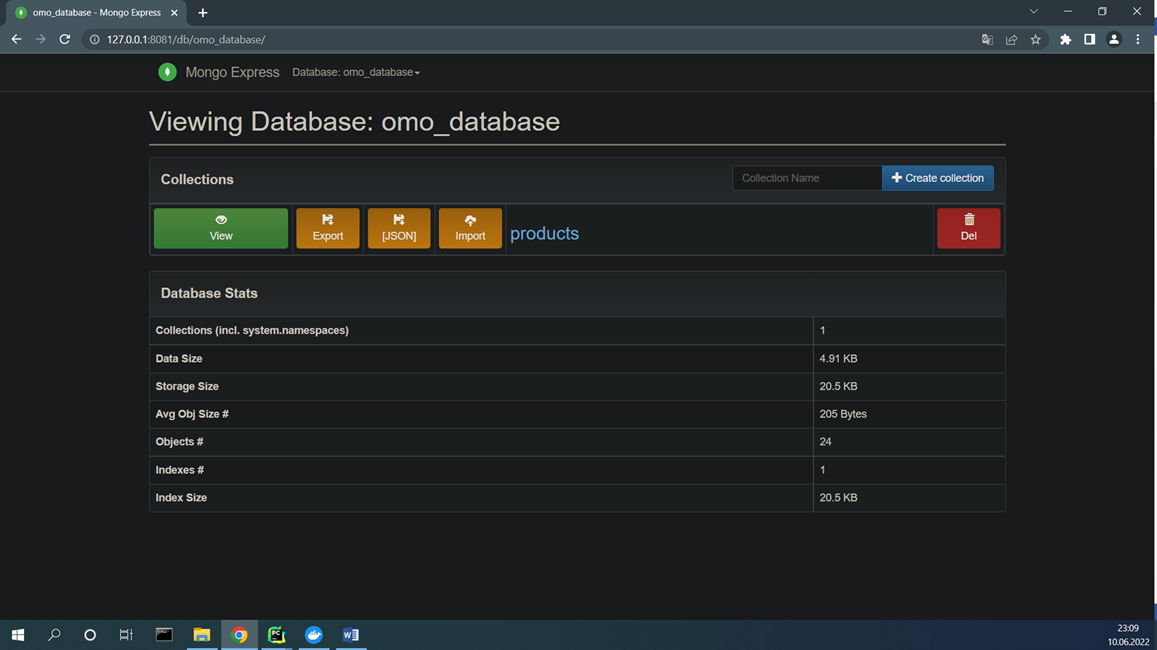 omo_database - Mongo Express
127.0.0.1:8081/db/omo_database/
Mongo Express Database: omo_database
Viewing Database: omo_database
Collections
Collection Name
Create collection
View
Export
[JSON]
Import
products
Del
Database Stats
Collections (incl. system.namespaces) 1
Data Size 4.91 KB
Storage Size 20.5 KB
Avg Obj Size # 205 Bytes
Objects # 24
Indexes # 1
Index Size 20.5 KB
PC
W
23:09
10.06.2022